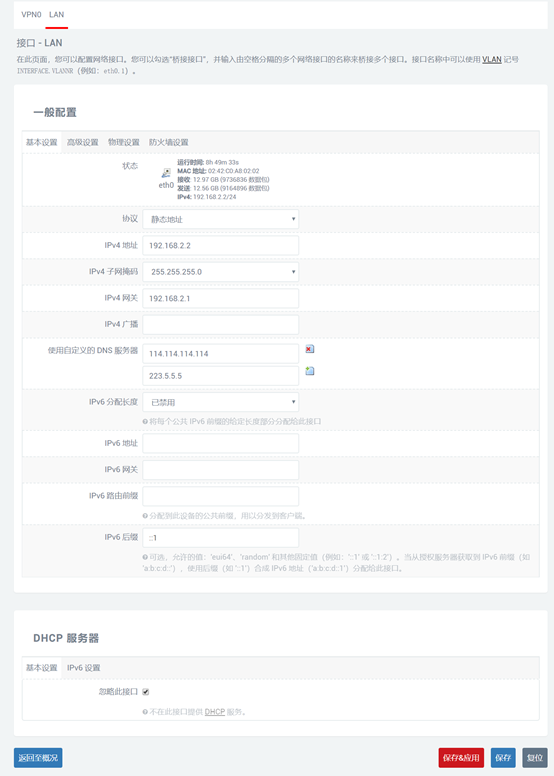 VPN0 LAN
接口 - LAN
在此页面，您可以配置网络接口。您可以勾选"桥接接口"，并输入由空格分隔的多个网络接口的名称来桥接多个接口。接口名称中可以使用 VLAN 记号
INTERFACE.VLANNR（例如：eth0.1）。
一般配置
基本设置 高级设置 物理设置 防火墙设置
状态
eth0
运行时间: 8h 49m 33s
MAC 地址: 02:42:C0:A8:02:02
接收: 12.97 GB (9736836 数据包)
发送: 12.56 GB (9164896 数据包)
IPv4: 192.168.2.2/24
协议 静态地址
IPv4 地址 192.168.2.2
IPv4 子网掩码 255.255.255.0
IPv4 网关 192.168.2.1
IPv4 广播
使用自定义的 DNS 服务器 114.114.114.114
223.5.5.5
IPv6 分配长度 已禁用
将每个公共 IPv6 前缀的给定长度部分分配给此接口
IPv6 地址
IPv6 网关
IPv6 路由前缀
分配到此设备的公共前缀，用以分发到客户端。
IPv6 后缀 ::1
可选，允许的值：'eui64'、'random' 和其他固定值（例如：'::1' 或 '::1:2'）。当从授权服务器获取到 IPv6 前缀（如
'a:b:c:d::'），使用后缀（如 '::1'）合成 IPv6 地址（'a:b:c:d::1'）分配给此接口。
DHCP 服务器
基本设置 IPv6 设置
忽略此接口
不在此接口提供 DHCP 服务。
返回至概况 保存&应用 保存 复位